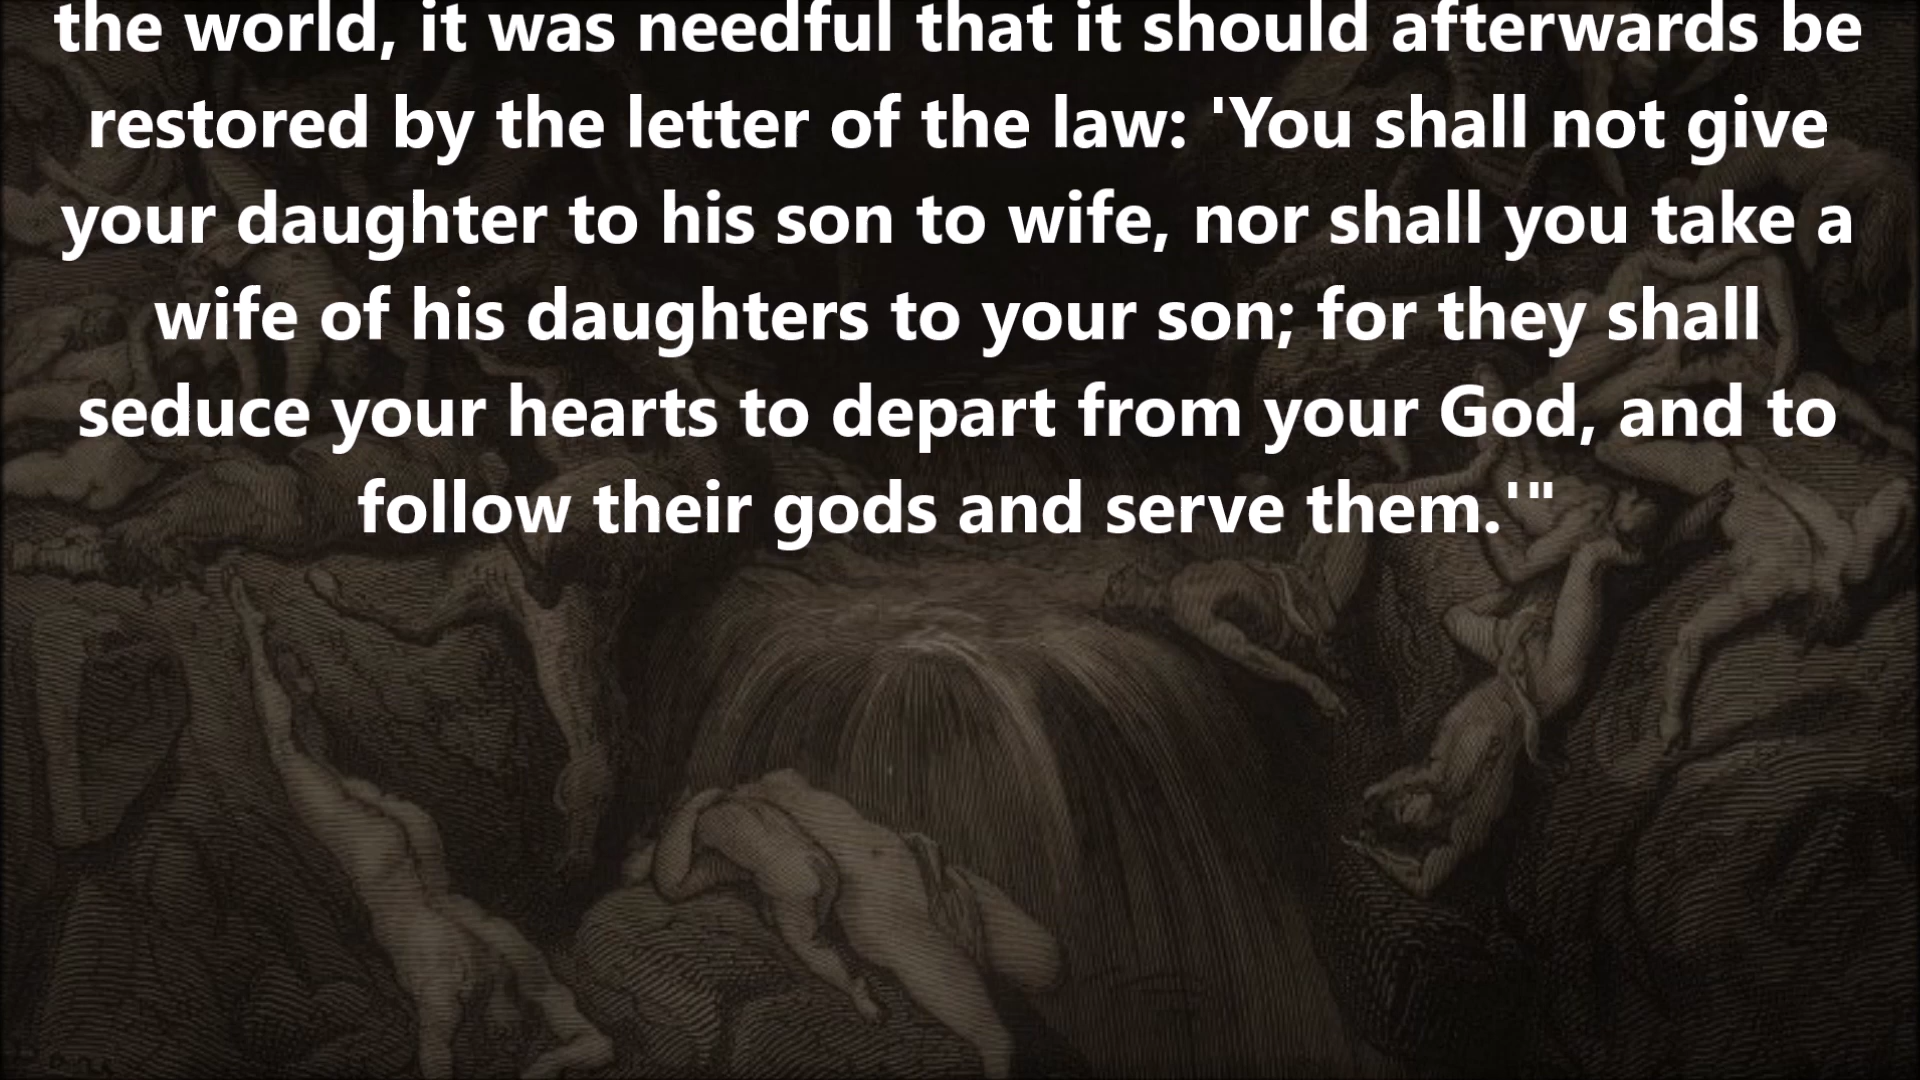 the world, it was needful that it should afterwards be
restored by the letter of the law: 'You shall not give
your daughter to his son to wife, nor shall you take a
wife of his daughters to your son; for they shall
seduce your hearts to depart from your God, and to
follow their gods and serve them.'"